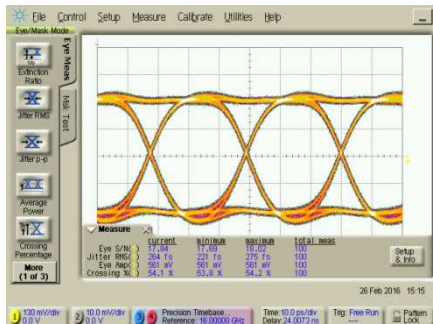 File Control Setup Measure Calibrate Utilities Help
Eye/Mask Mode
Extinction
Ratio
Jitter RMS
Jitter p-p
Average
Power
Crossing
Percentage
More
(1 of 3)
Eye Meas
Msk Test
Measure
current minimum maximum total meas
Eye S/N( ) 17.84 17.69 18.02 100
Jitter RMS( ) 264 fs 221 fs 275 fs 100
Eye Amp( ) 561 mV 561 mV 561 mV 100
Crossing %( ) 54.1 % 53.8 % 54.2 % 100
Setup
& Info
26 Feb 2016 15:15
1 130 mV/div
0.0 V
2 10.0 mV/div
0.0 V
3 4 Precision Timebase...
Reference: 16.00000 GHz
Time:10.0 ps/div
Delay:24.0073 ns
Trig: Free Run
Pattern
Lock